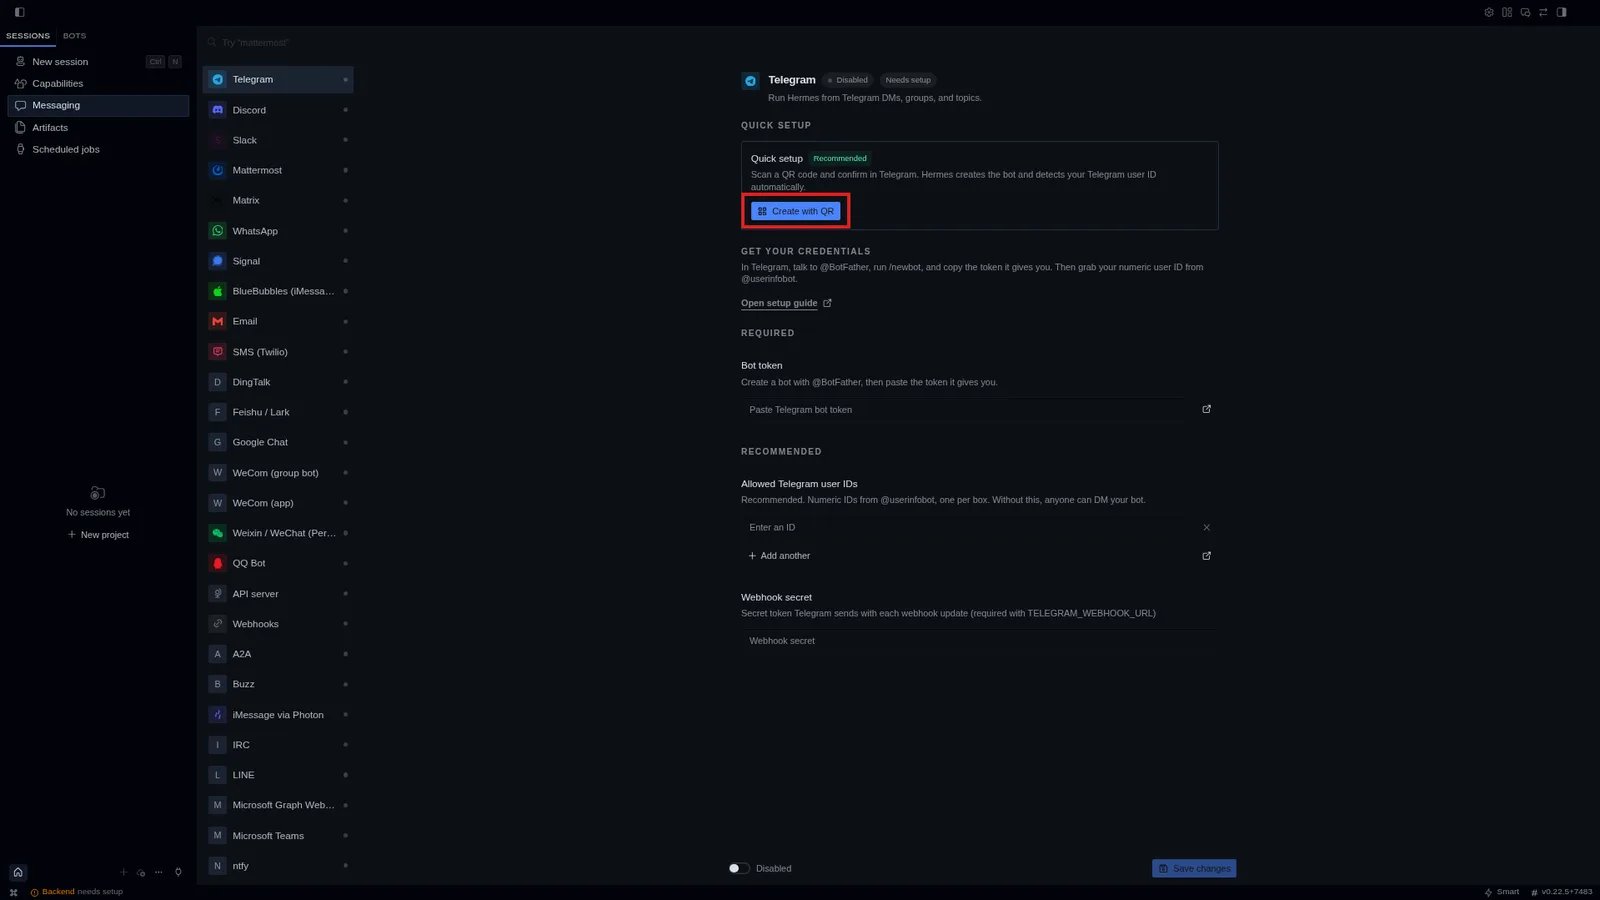 SESSIONS BOTS
New session Ctrl N
Capabilities
Messaging
Artifacts
Scheduled jobs
No sessions yet
+ New project
Backend needs setup
Try "mattermost"
Telegram
Discord
Slack
Mattermost
Matrix
WhatsApp
Signal
BlueBubbles (iMessa...
Email
SMS (Twilio)
D DingTalk
F Feishu / Lark
G Google Chat
W WeCom (group bot)
W WeCom (app)
Weixin / WeChat (Per...
QQ Bot
API server
Webhooks
A A2A
B Buzz
iMessage via Photon
I IRC
L LINE
M Microsoft Graph Web...
M Microsoft Teams
N ntfy
Telegram Disabled Needs setup
Run Hermes from Telegram DMs, groups, and topics.
QUICK SETUP
Quick setup Recommended
Scan a QR code and confirm in Telegram. Hermes creates the bot and detects your Telegram user ID
automatically.
Create with QR
GET YOUR CREDENTIALS
In Telegram, talk to @BotFather, run /newbot, and copy the token it gives you. Then grab your numeric user ID from
@userinfobot.
Open setup guide
REQUIRED
Bot token
Create a bot with @BotFather, then paste the token it gives you.
Paste Telegram bot token
RECOMMENDED
Allowed Telegram user IDs
Recommended. Numeric IDs from @userinfobot, one per box. Without this, anyone can DM your bot.
Enter an ID
+ Add another
Webhook secret
Secret token Telegram sends with each webhook update (required with TELEGRAM_WEBHOOK_URL)
Webhook secret
Disabled
Save changes
Smart # v0.22.5+7483